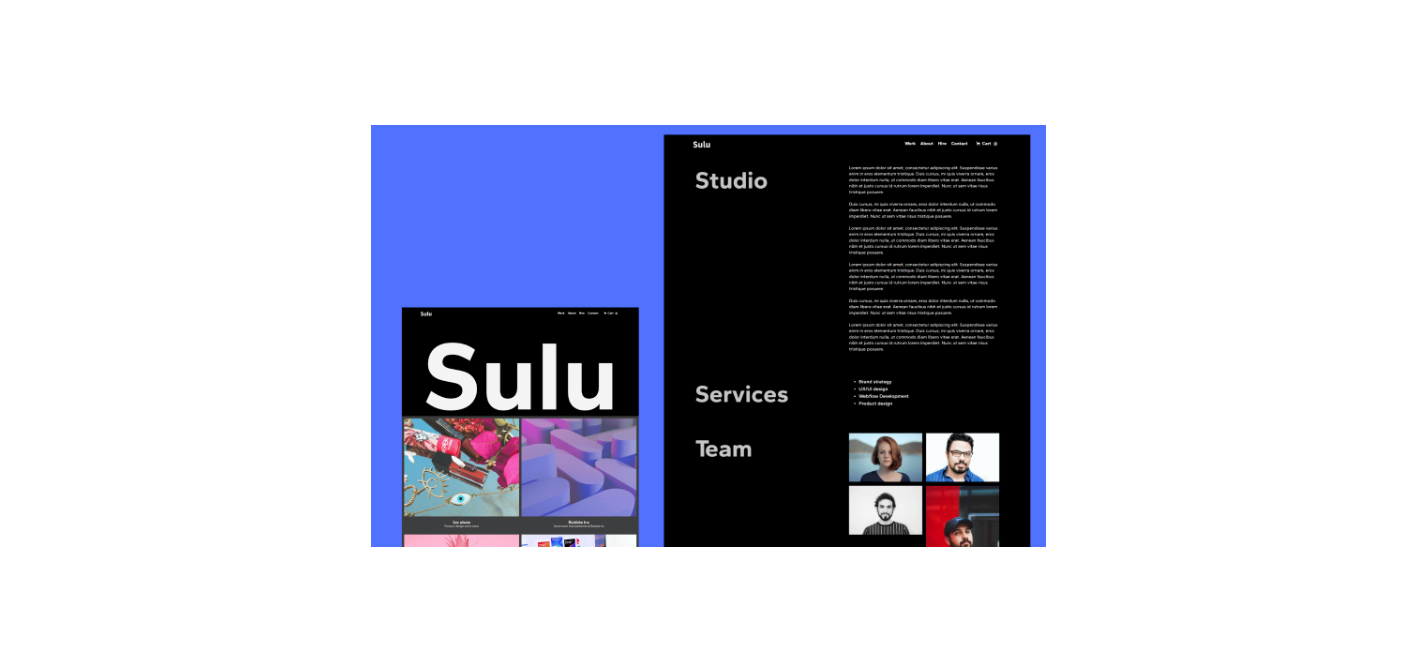 Sulu
Work About Hire Contact Cart
Studio
Lorem ipsum dolor sit amet, consectetur adipiscing elit. Suspendisse varius
enim in eros elementum tristique. Duis cursus, mi quis viverra ornare, eros
dolor interdum nulla, ut commodo diam libero vitae erat. Aenean faucibus
nibh et justo cursus id rutrum lorem imperdiet. Nunc ut sem vitae risus
tristique posuere.
Duis cursus, mi quis viverra ornare, eros dolor interdum nulla, ut commodo
diam libero vitae erat. Aenean faucibus nibh et justo cursus id rutrum lorem
imperdiet. Nunc ut sem vitae risus tristique posuere.
Lorem ipsum dolor sit amet, consectetur adipiscing elit. Suspendisse varius
enim in eros elementum tristique. Duis cursus, mi quis viverra ornare, eros
dolor interdum nulla, ut commodo diam libero vitae erat. Aenean faucibus
nibh et justo cursus id rutrum lorem imperdiet. Nunc ut sem vitae risus
tristique posuere.
Lorem ipsum dolor sit amet, consectetur adipiscing elit. Suspendisse varius
enim in eros elementum tristique. Duis cursus, mi quis viverra ornare, eros
dolor interdum nulla, ut commodo diam libero vitae erat. Aenean faucibus
nibh et justo cursus id rutrum lorem imperdiet. Nunc ut sem vitae risus
tristique posuere.
Duis cursus, mi quis viverra ornare, eros dolor interdum nulla, ut commodo
diam libero vitae erat. Aenean faucibus nibh et justo cursus id rutrum lorem
imperdiet. Nunc ut sem vitae risus tristique posuere.
Lorem ipsum dolor sit amet, consectetur adipiscing elit. Suspendisse varius
enim in eros elementum tristique. Duis cursus, mi quis viverra ornare, eros
dolor interdum nulla, ut commodo diam libero vitae erat. Aenean faucibus
nibh et justo cursus id rutrum lorem imperdiet. Nunc ut sem vitae risus
tristique posuere.
Services
• Brand strategy
• UX/UI design
• Webflow Development
• Product design
Team
Sulu
Work About Hire Contact Cart
Sulu